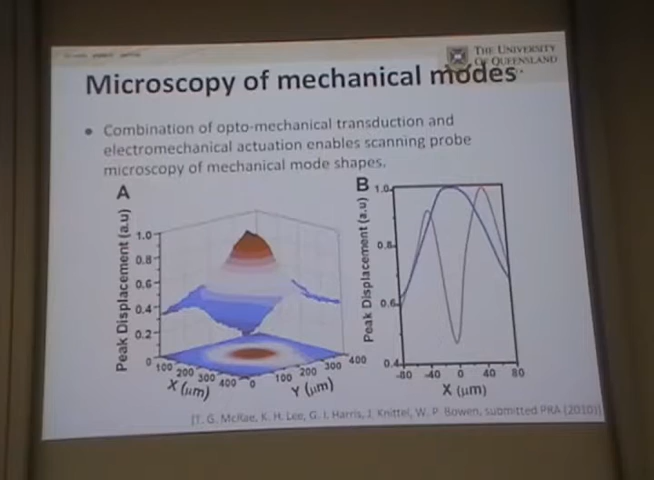 THE UNIVERSITY
OF QUEENSLAND
Microscopy of mechanical modes
• Combination of opto-mechanical transduction and
electromechanical actuation enables scanning probe
microscopy of mechanical mode shapes.
A
Peak Displacement (a.u)
1.0
0.8
0.6
0.4
0.2
0
100 200 300 400
X (μm)
0 100 200 300 400
Y (μm)
B
Peak Displacement (a.u)
1.0
0.8
0.6
0.4
-80 -40 0 40 80
X (μm)
[T. G. McRae, K. H. Lee, G. I. Harris, J. Knittel, W. P. Bowen, submitted PRA (2010)]